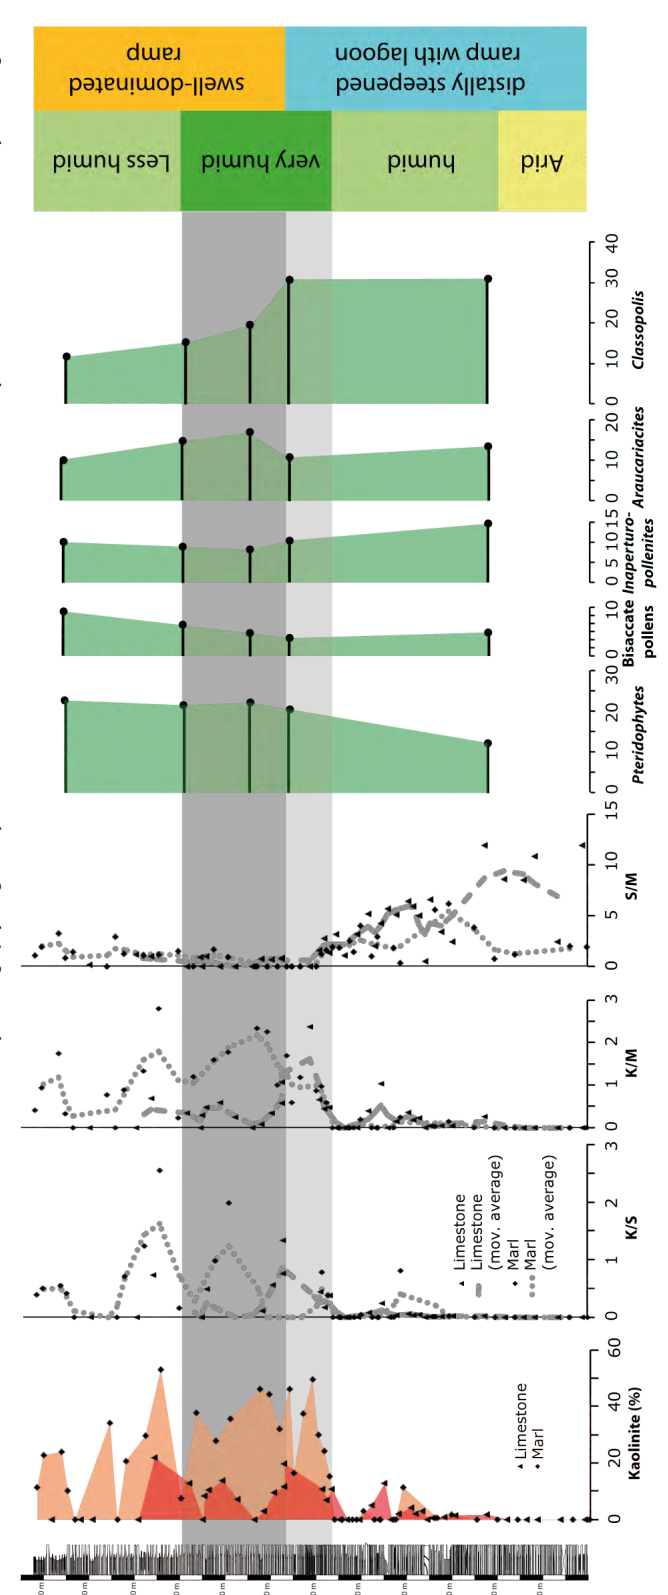 swell-dominated
ramp
distally steepened
ramp with lagoon
Less humid
very humid
humid
Arid
0 10 20 30 40
Classopolis
0 10 20
Araucariacites
0 5 10 15
Inaperturo-
pollenites
0 10
Bisaccate
pollens
0 10 20 30
Pteridophytes
0 5 10 15
S/M
0 1 2 3
K/M
0 1 2 3
K/S
Limestone
Limestone
(mov. average)
Marl
Marl
(mov. average)
0 20 40 60
Kaolinite (%)
Limestone
Marl